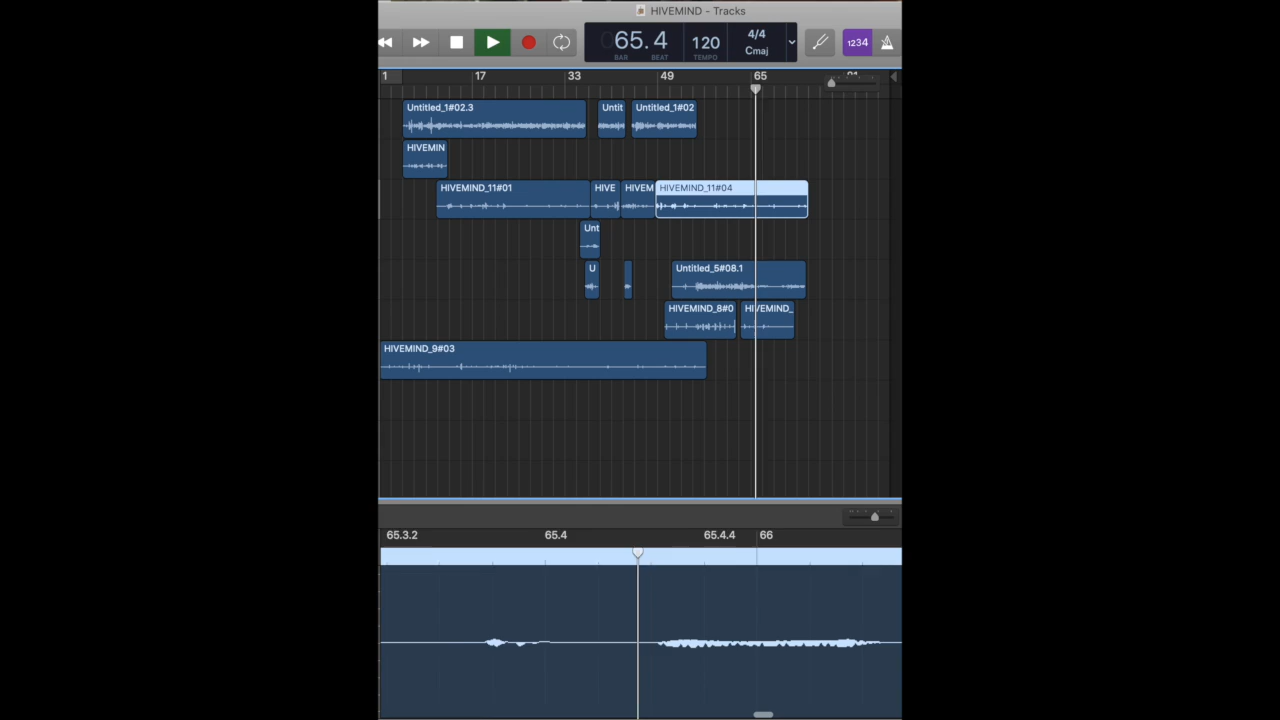 HIVEMIND - Tracks
065.4
BAR BEAT
120
TEMPO
4/4
Cmaj
1234
1 17 33 49 65 81
Untitled_1#02.3 Untit Untitled_1#02
HIVEMIN
HIVEMIND_11#01 HIVE HIVEM HIVEMIND_11#04
Unt
U Untitled_5#08.1
HIVEMIND_8#0 HIVEMIND_
HIVEMIND_9#03
65.3.2 65.4 65.4.4 66